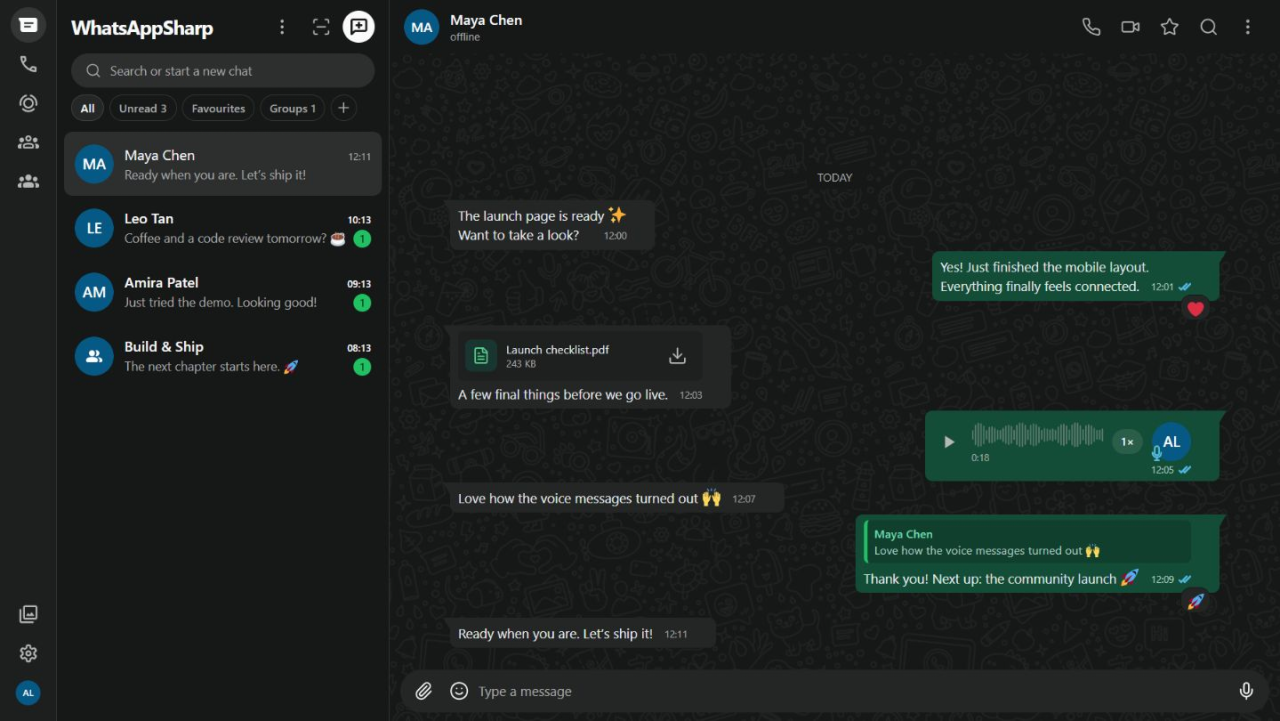 WhatsAppSharp
Search or start a new chat
All
Unread 3
Favourites
Groups 1
MA
Maya Chen
12:11
Ready when you are. Let's ship it!
LE
Leo Tan
10:13
Coffee and a code review tomorrow? ☕
1
AM
Amira Patel
09:13
Just tried the demo. Looking good!
1
Build & Ship
08:13
The next chapter starts here. 🚀
1
AL
MA
Maya Chen
offline
TODAY
The launch page is ready ✨
Want to take a look? 12:00
Yes! Just finished the mobile layout.
Everything finally feels connected. 12:01
❤️
Launch checklist.pdf
243 KB
A few final things before we go live. 12:03
0:18
1×
AL
12:05
Love how the voice messages turned out 🙌 12:07
Maya Chen
Love how the voice messages turned out 🙌
Thank you! Next up: the community launch 🚀 12:09
🚀
Ready when you are. Let's ship it! 12:11
Type a message